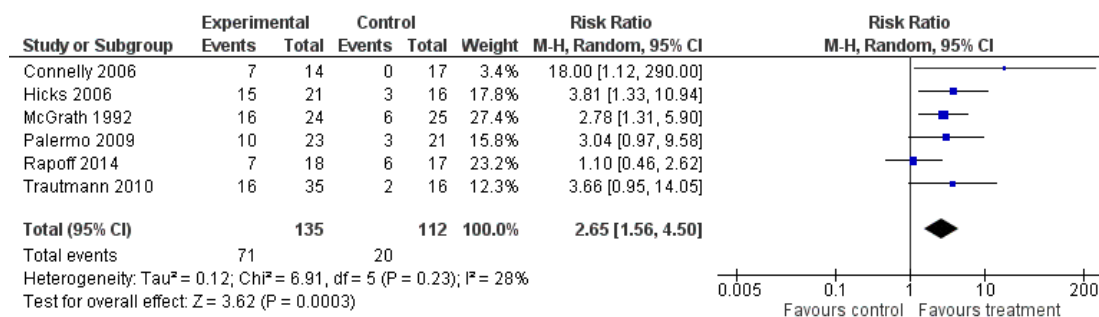 Experimental Control Risk Ratio Risk Ratio
Study or Subgroup Events Total Events Total Weight M-H, Random, 95% CI M-H, Random, 95% CI
Connelly 2006 7 14 0 17 3.4% 18.00 [1.12, 290.00]
Hicks 2006 15 21 3 16 17.8% 3.81 [1.33, 10.94]
McGrath 1992 16 24 6 25 27.4% 2.78 [1.31, 5.90]
Palermo 2009 10 23 3 21 15.8% 3.04 [0.97, 9.58]
Rapoff 2014 7 18 6 17 23.2% 1.10 [0.46, 2.62]
Trautmann 2010 16 35 2 16 12.3% 3.66 [0.95, 14.05]
Total (95% CI) 135 112 100.0% 2.65 [1.56, 4.50]
Total events 71 20
Heterogeneity: Tau² = 0.12; Chi² = 6.91, df = 5 (P = 0.23); I² = 28%
Test for overall effect: Z = 3.62 (P = 0.0003)
0.005 0.1 1 10 200
Favours control Favours treatment